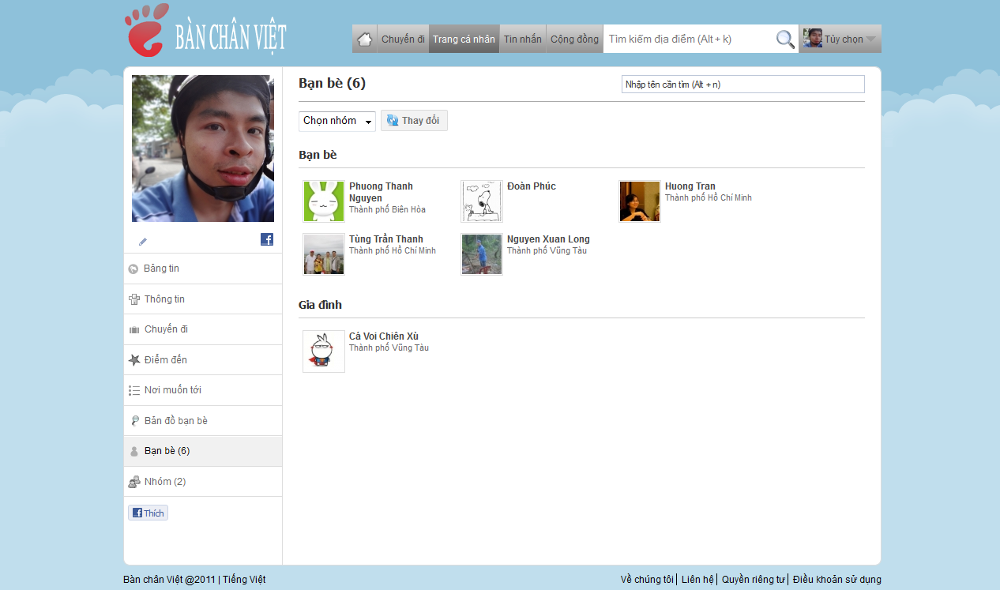 BÀN CHÂN VIỆT
Chuyến đi
Trang cá nhân
Tin nhắn
Cộng đồng
Tìm kiếm địa điểm (Alt + k)
Tùy chọn
Bạn bè (6)
Nhập tên cần tìm (Alt + n)
Chọn nhóm
Thay đổi
Bạn bè
Phuong Thanh
Nguyen
Thành phố Biên Hòa
Đoàn Phúc
Huong Tran
Thành phố Hồ Chí Minh
Tùng Trần Thanh
Thành phố Hồ Chí Minh
Nguyen Xuan Long
Thành phố Vũng Tàu
Gia đình
Cá Voi Chiên Xù
Thành phố Vũng Tàu
Bảng tin
Thông tin
Chuyến đi
Điểm đến
Nơi muốn tới
Bản đồ bạn bè
Bạn bè (6)
Nhóm (2)
Thích
Bàn chân Việt @2011 | Tiếng Việt
Về chúng tôi | Liên hệ | Quyền riêng tư | Điều khoản sử dụng